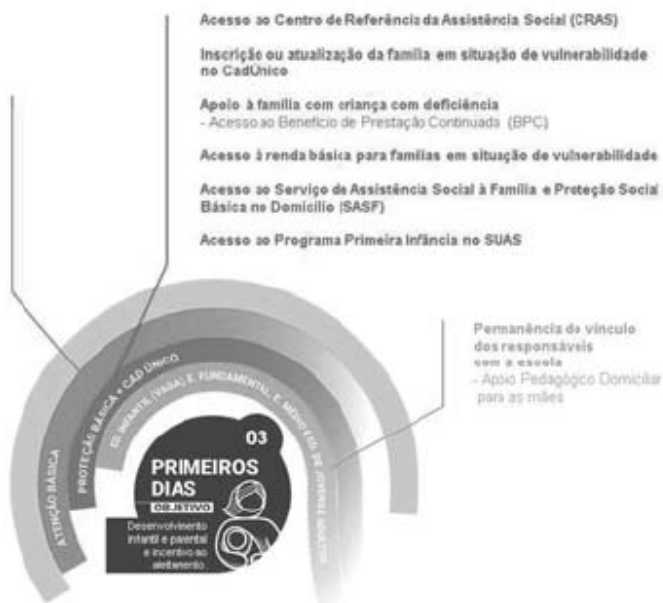 Acesso ao Centro de Referência da Assistência Social (CRAS)
Inscrição ou atualização da família em situação de vulnerabilidade
no CadÚnico
Apoio à família com criança com deficiência
- Acesso ao Benefício de Prestação Continuada (BPC)
Acesso à renda básica para famílias em situação de vulnerabilidade
Acesso ao Serviço de Assistência Social à Família e Proteção Social
Básica no Domicílio (SASF)
Acesso ao Programa Primeira Infância no SUAS
Permanência do vínculo
dos responsáveis
com a escola
- Apoio Pedagógico Domiciliar
para as mães
ATENÇÃO BÁSICA
PROTEÇÃO BÁSICA e CAD ÚNICO
ED. INFANTIL (VAGA) E. FUNDAMENTAL E MÉDIO DE JOVENS E ADULTOS
03
PRIMEIROS
DIAS
OBJETIVO
Desenvolvimento
infantil e parental
e incentivo ao
aleitamento.